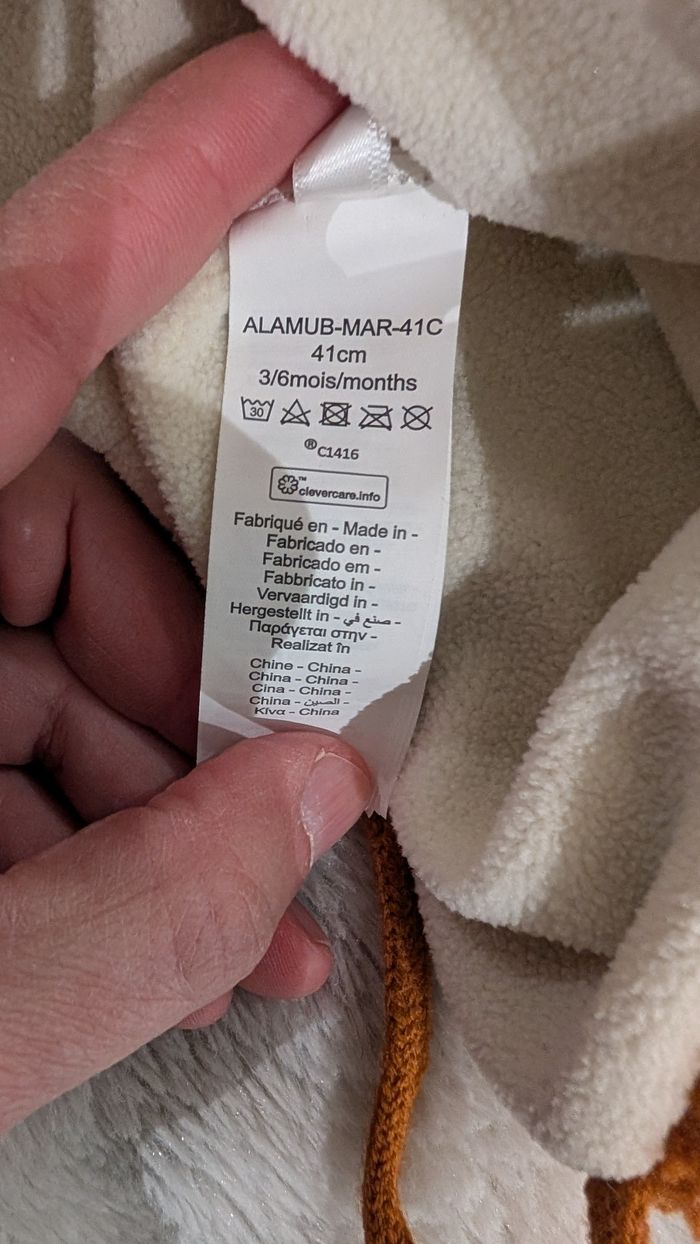 ALAMUB-MAR-41C
41cm
3/6mois/months
30
®C1416
™clevercare.info
Fabriqué en - Made in -
Fabricado en -
Fabricado em -
Fabbricato in -
Vervaardigd in -
Hergestellt in - صنع في -
Παράγεται στην -
Realizat în
Chine - China -
China - China -
Cina - China -
China - الصين -
Κίνα - China